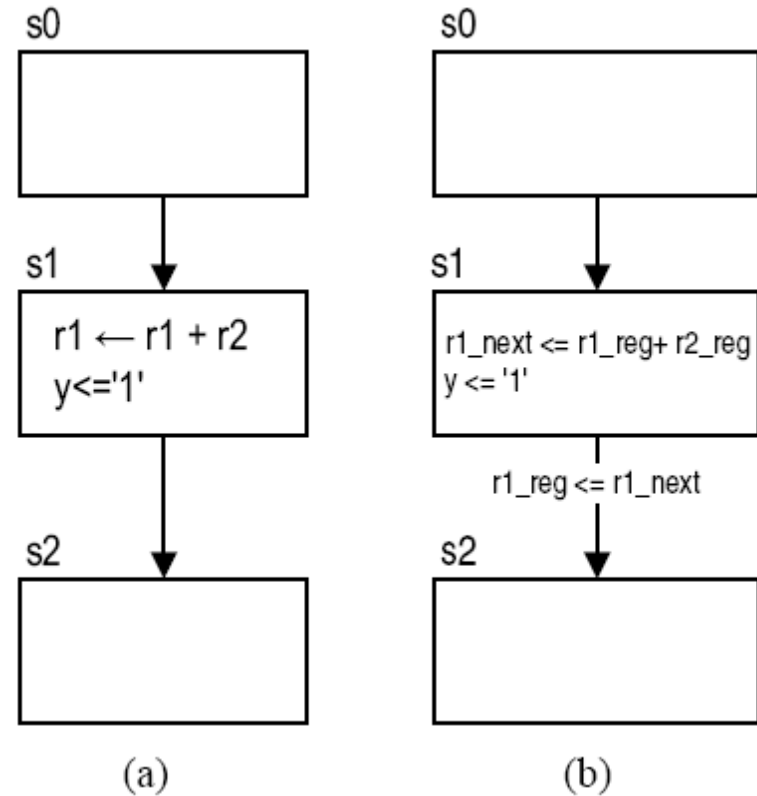 s0
s1
r1 ← r1 + r2
y<='1'
s2
(a)
s0
s1
r1_next <= r1_reg+ r2_reg
y <= '1'
r1_reg <= r1_next
s2
(b)